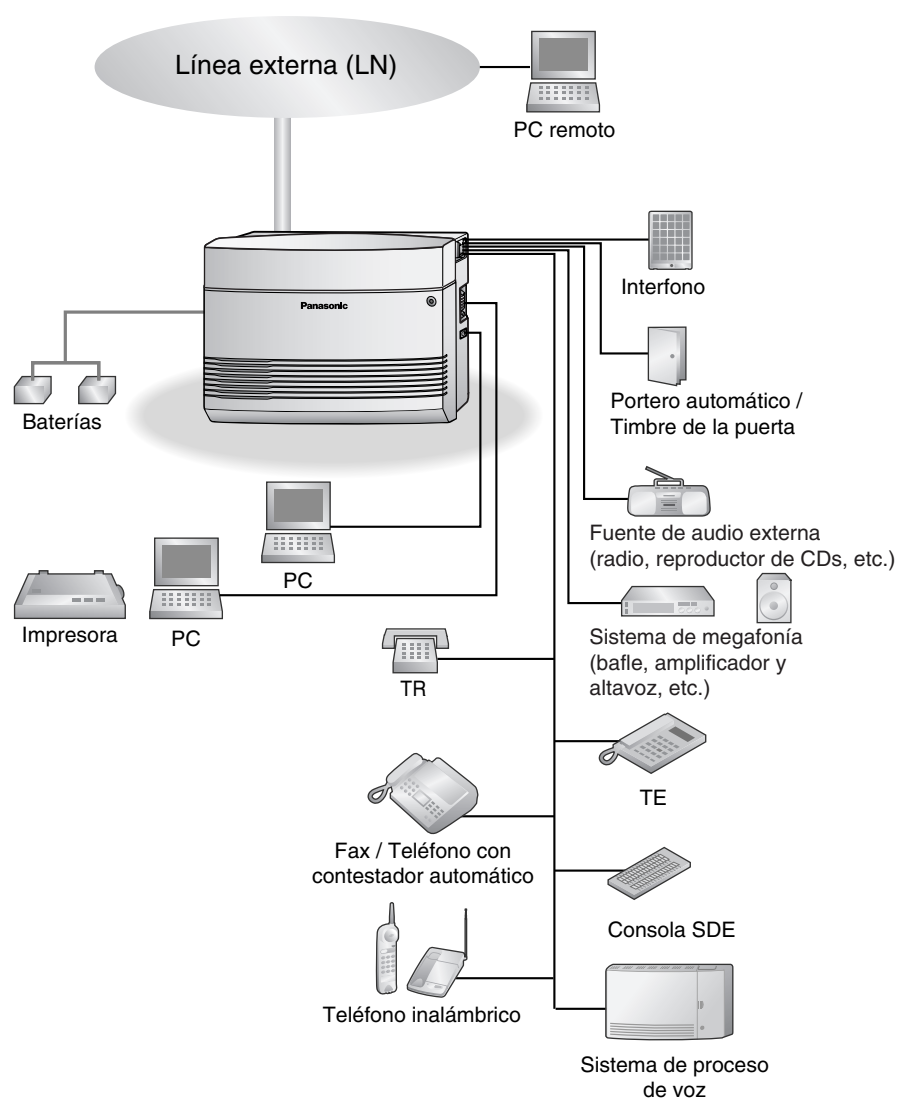 Línea externa (LN)
PC remoto
Panasonic
Interfono
Portero automático /
Timbre de la puerta
Baterías
Fuente de audio externa
(radio, reproductor de CDs, etc.)
PC
Impresora
PC
Sistema de megafonía
(bafle, amplificador y
altavoz, etc.)
TR
TE
Fax / Teléfono con
contestador automático
Consola SDE
Teléfono inalámbrico
Sistema de proceso
de voz